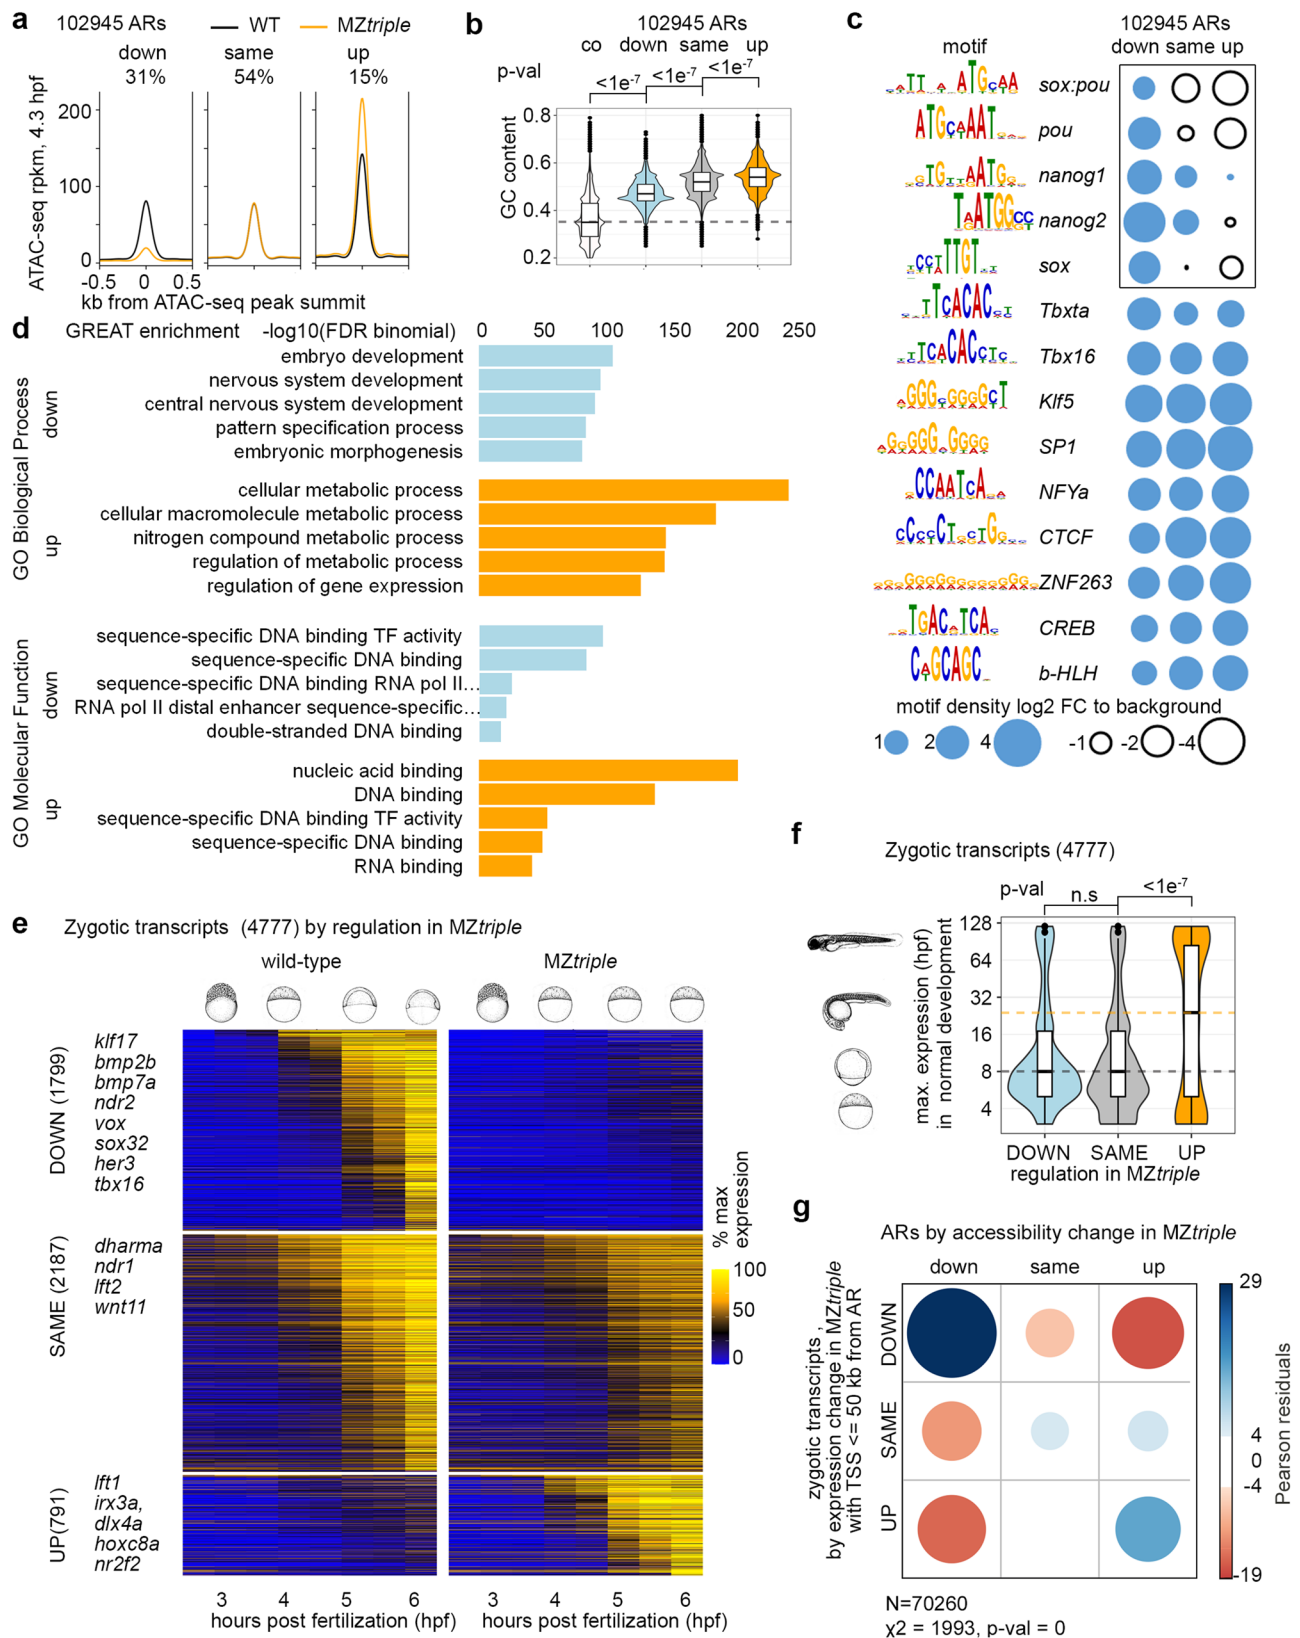 a
102945 ARs
WT
MZtriple
down
same
up
31%
54%
15%
ATAC-seq rpkm, 4.3 hpf
200
100
0
-0.5
0
0.5
kb from ATAC-seq peak summit
b
102945 ARs
co down same up
p-val
<1e-7
<1e-7
<1e-7
GC content
0.8
0.6
0.4
0.2
c
102945 ARs
motif
down same up
sox:pou
pou
nanog1
nanog2
sox
Tbxta
Tbx16
Klf5
SP1
NFYa
CTCF
ZNF263
CREB
b-HLH
motif density log2 FC to background
1 2 4 -1 -2 -4
d
GREAT enrichment -log10(FDR binomial)
0 50 100 150 200 250
GO Biological Process
down
embryo development
nervous system development
central nervous system development
pattern specification process
embryonic morphogenesis
up
cellular metabolic process
cellular macromolecule metabolic process
nitrogen compound metabolic process
regulation of metabolic process
regulation of gene expression
GO Molecular Function
down
sequence-specific DNA binding TF activity
sequence-specific DNA binding
sequence-specific DNA binding RNA pol II...
RNA pol II distal enhancer sequence-specific...
double-stranded DNA binding
up
nucleic acid binding
DNA binding
sequence-specific DNA binding TF activity
sequence-specific DNA binding
RNA binding
e
Zygotic transcripts (4777) by regulation in MZtriple
wild-type
MZtriple
DOWN (1799)
klf17
bmp2b
bmp7a
ndr2
vox
sox32
her3
tbx16
SAME (2187)
dharma
ndr1
lft2
wnt11
UP(791)
lft1
irx3a,
dlx4a
hoxc8a
nr2f2
3 4 5 6
hours post fertilization (hpf)
3 4 5 6
hours post fertilization (hpf)
% max
expression
100
50
0
f
Zygotic transcripts (4777)
p-val
n.s
<1e-7
max. expression (hpf)
in normal development
128
64
32
16
8
4
DOWN SAME UP
regulation in MZtriple
g
ARs by accessibility change in MZtriple
down same up
zygotic transcripts ,
by expression change in MZtriple
with TSS <= 50 kb from AR
DOWN
SAME
UP
29
4
0
-4
-19
Pearson residuals
N=70260
χ2 = 1993, p-val = 0